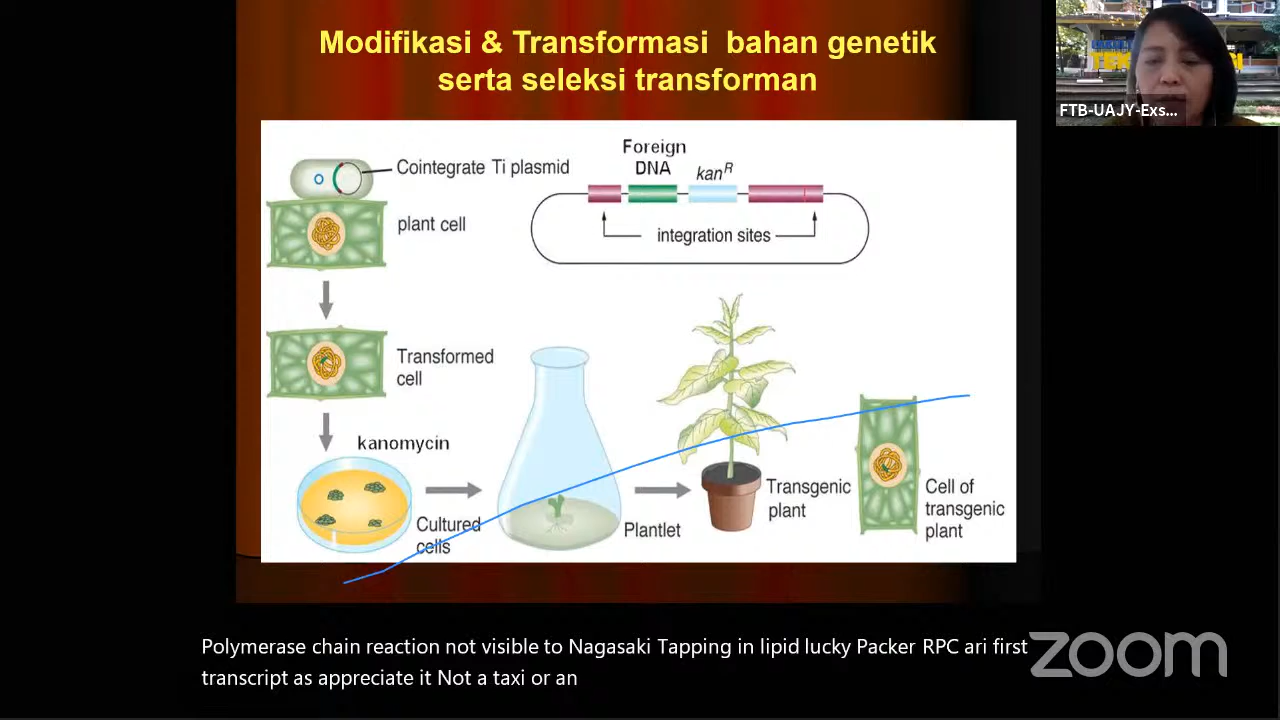 Modifikasi & Transformasi bahan genetik
serta seleksi transforman
FTB-UAJY-Exs...
Cointegrate Ti plasmid
plant cell
Foreign
DNA
kanR
integration sites
Transformed
cell
kanomycin
Cultured
cells
Plantlet
Transgenic
plant
Cell of
transgenic
plant
Polymerase chain reaction not visible to Nagasaki Tapping in lipid lucky Packer RPC ari first
transcript as appreciate it Not a taxi or an
zoom